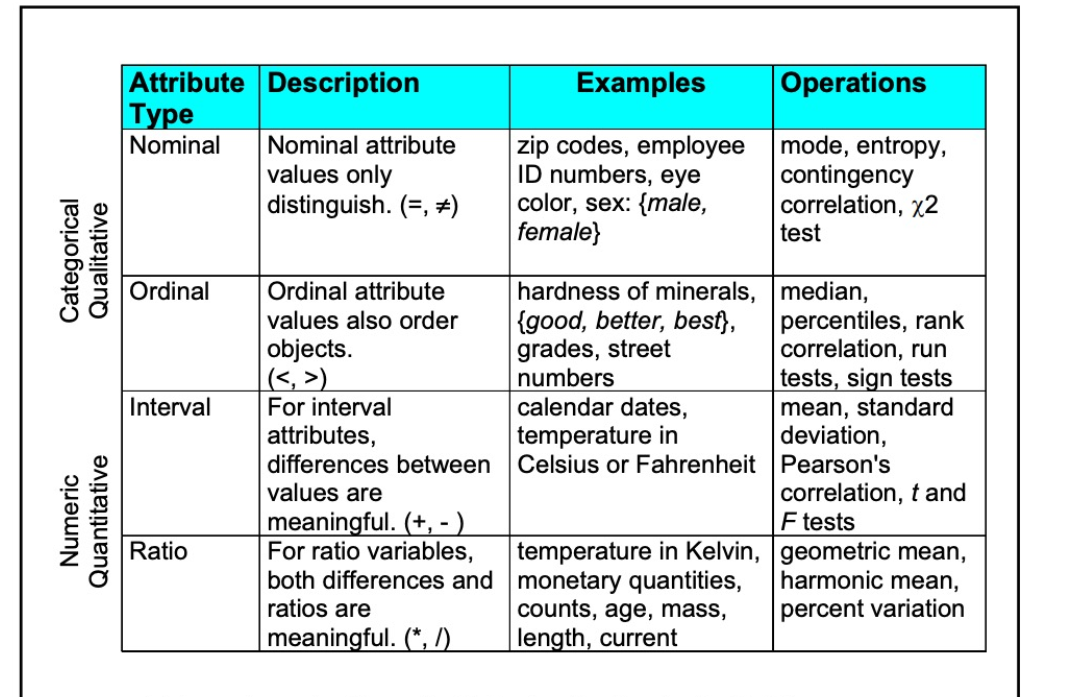 Attribute Type
Description
Examples
Operations
Categorical
Qualitative
Nominal
Nominal attribute
values only
distinguish. (=, ≠)
zip codes, employee
ID numbers, eye
color, sex: {male,
female}
mode, entropy,
contingency
correlation, χ2
test
Ordinal
Ordinal attribute
values also order
objects.
(<, >)
hardness of minerals,
{good, better, best},
grades, street
numbers
median,
percentiles, rank
correlation, run
tests, sign tests
Numeric
Quantitative
Interval
For interval
attributes,
differences between
values are
meaningful. (+, - )
calendar dates,
temperature in
Celsius or Fahrenheit
mean, standard
deviation,
Pearson's
correlation, t and
F tests
Ratio
For ratio variables,
both differences and
ratios are
meaningful. (*, /)
temperature in Kelvin,
monetary quantities,
counts, age, mass,
length, current
geometric mean,
harmonic mean,
percent variation